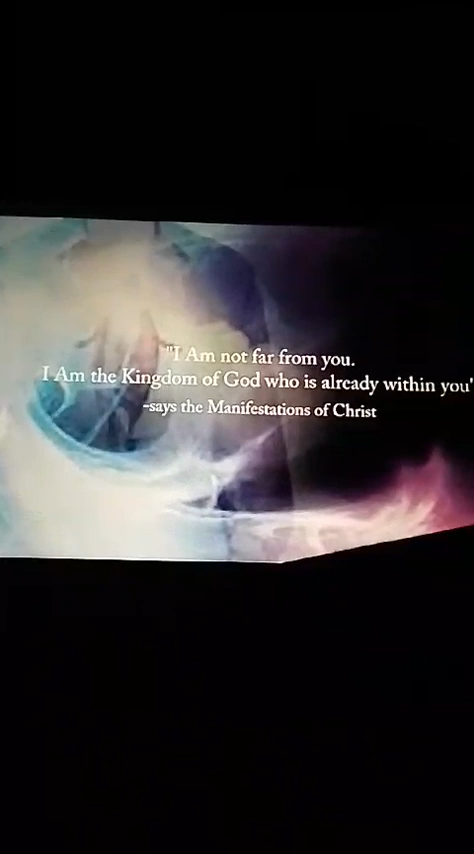 "I Am not far from you.
I Am the Kingdom of God who is already within you"
-says the Manifestations of Christ